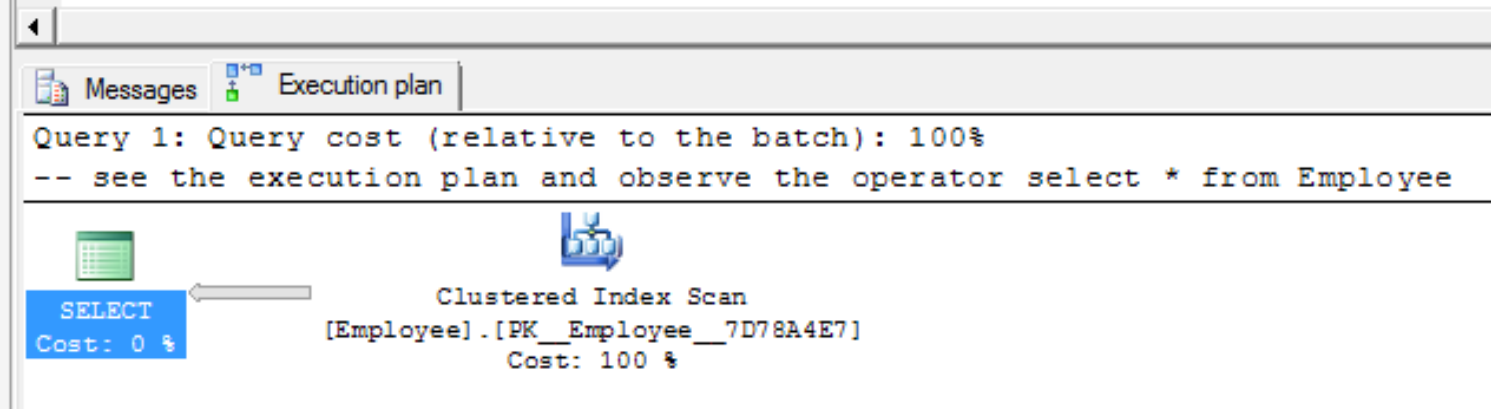 Messages Execution plan
Query 1: Query cost (relative to the batch): 100%
-- see the execution plan and observe the operator select * from Employee
SELECT
Cost: 0 %
Clustered Index Scan
[Employee].[PK__Employee__7D78A4E7]
Cost: 100 %